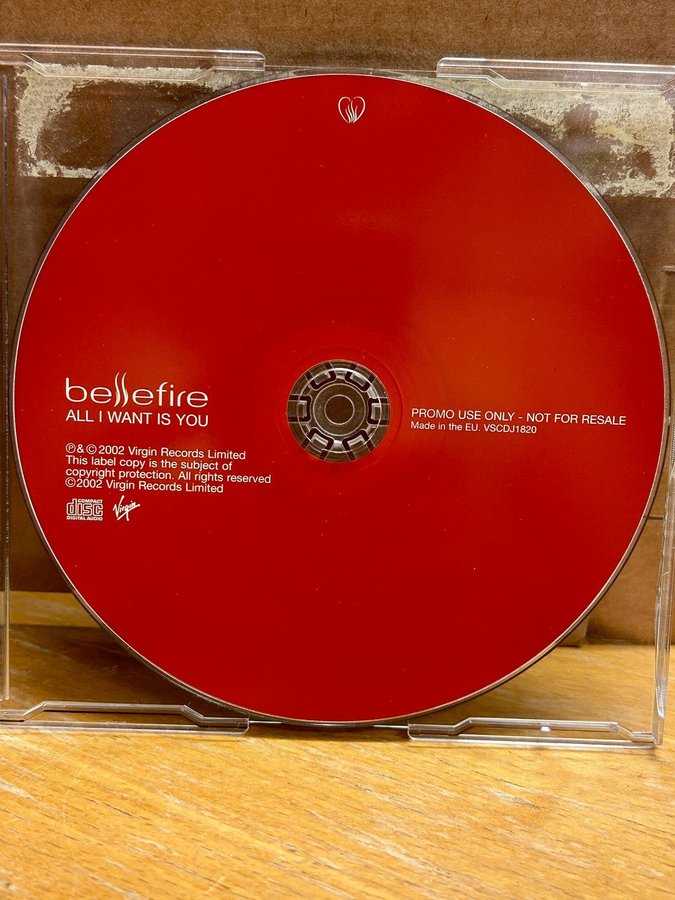 bellefire
ALL I WANT IS YOU
℗ & © 2002 Virgin Records Limited
This label copy is the subject of
copyright protection. All rights reserved
©2002 Virgin Records Limited
COMPACT
disc
DIGITAL AUDIO
Virgin
PROMO USE ONLY - NOT FOR RESALE
Made in the EU. VSCDJ1820